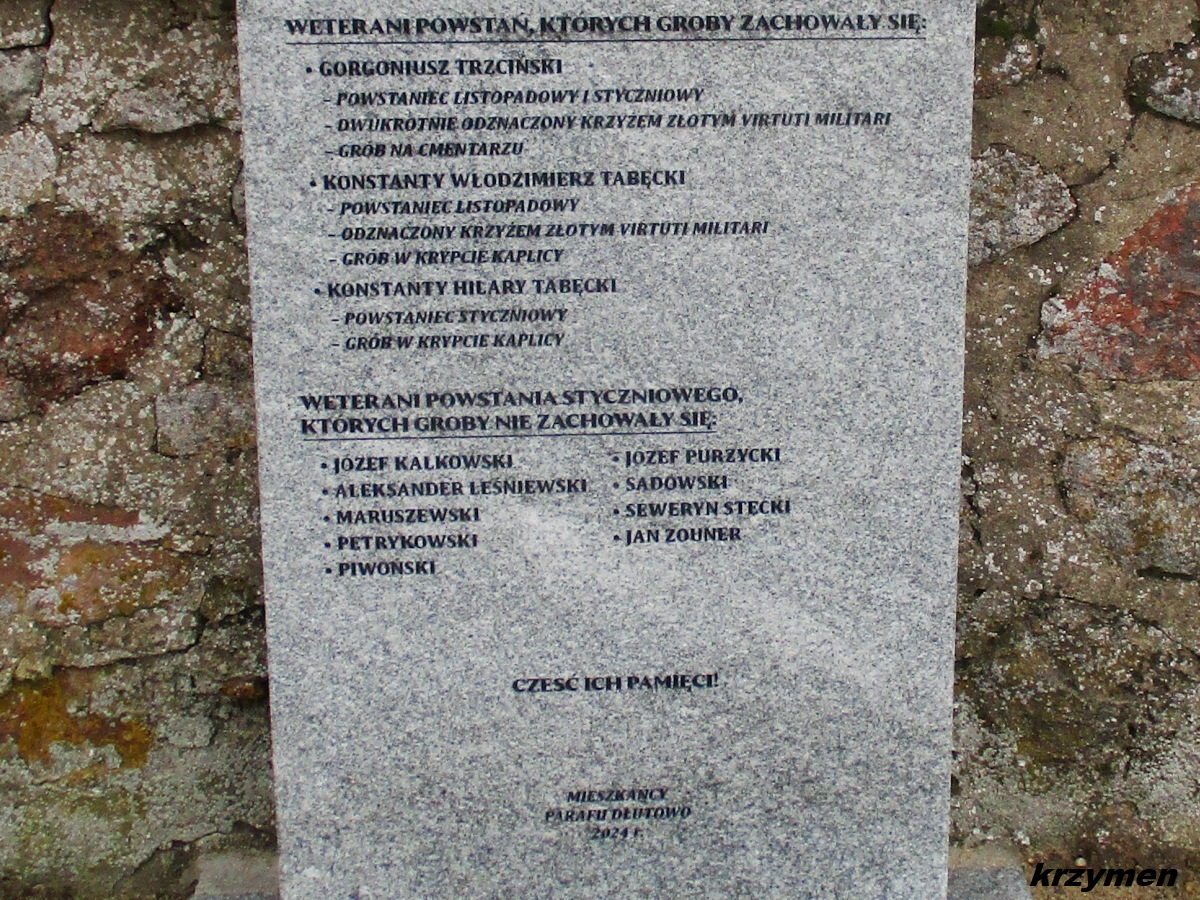 WETERANI POWSTAŃ, KTÓRYCH GROBY ZACHOWAŁY SIĘ:
• GORGONIUSZ TRZCIŃSKI
- POWSTANIEC LISTOPADOWY I STYCZNIOWY
- DWUKROTNIE ODZNACZONY KRZYŻEM ZŁOTYM VIRTUTI MILITARI
- GRÓB NA CMENTARZU
• KONSTANTY WŁODZIMIERZ TABĘCKI
- POWSTANIEC LISTOPADOWY
- ODZNACZONY KRZYŻEM ZŁOTYM VIRTUTI MILITARI
- GRÓB W KRYPCIE KAPLICY
• KONSTANTY HILARY TABĘCKI
- POWSTANIEC STYCZNIOWY
- GRÓB W KRYPCIE KAPLICY
WETERANI POWSTANIA STYCZNIOWEGO,
KTÓRYCH GROBY NIE ZACHOWAŁY SIĘ:
• JÓZEF KALKOWSKI
• ALEKSANDER LEŚNIEWSKI
• MARUSZEWSKI
• PETRYKOWSKI
• PIWOŃSKI
• JÓZEF PURZYCKI
• SADOWSKI
• SEWERYN STECKI
• JAN ZOUNER
CZEŚĆ ICH PAMIĘCI!
MIESZKAŃCY
PARAFII DŁUTOWO
2024 r.
krzymen